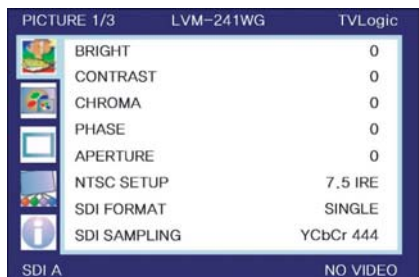 PICTURE 1/3 LVM-241WG TVLogic
BRIGHT 0
CONTRAST 0
CHROMA 0
PHASE 0
APERTURE 0
NTSC SETUP 7.5 IRE
SDI FORMAT SINGLE
SDI SAMPLING YCbCr 444
SDI A NO VIDEO